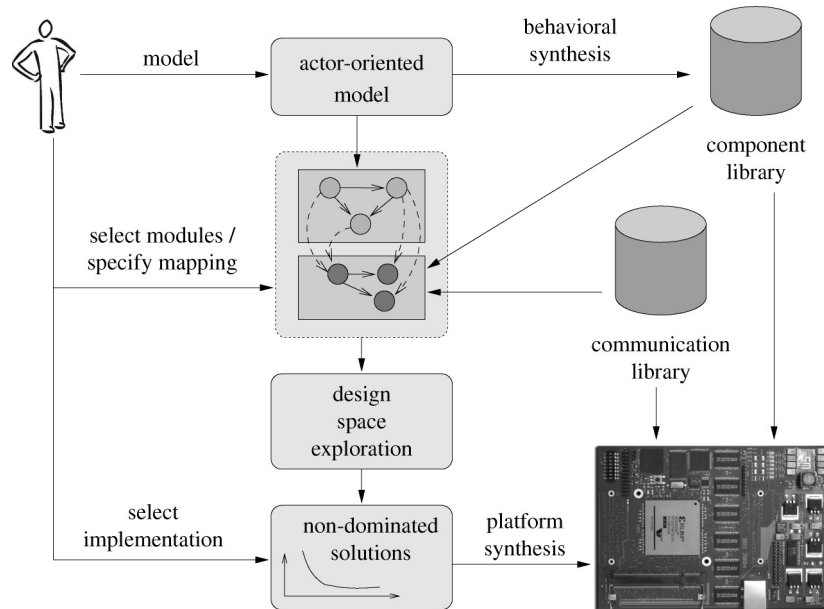 model
actor-oriented
model
behavioral
synthesis
component
library
select modules /
specify mapping
communication
library
design
space
exploration
select
implementation
non-dominated
solutions
platform
synthesis
XILINX